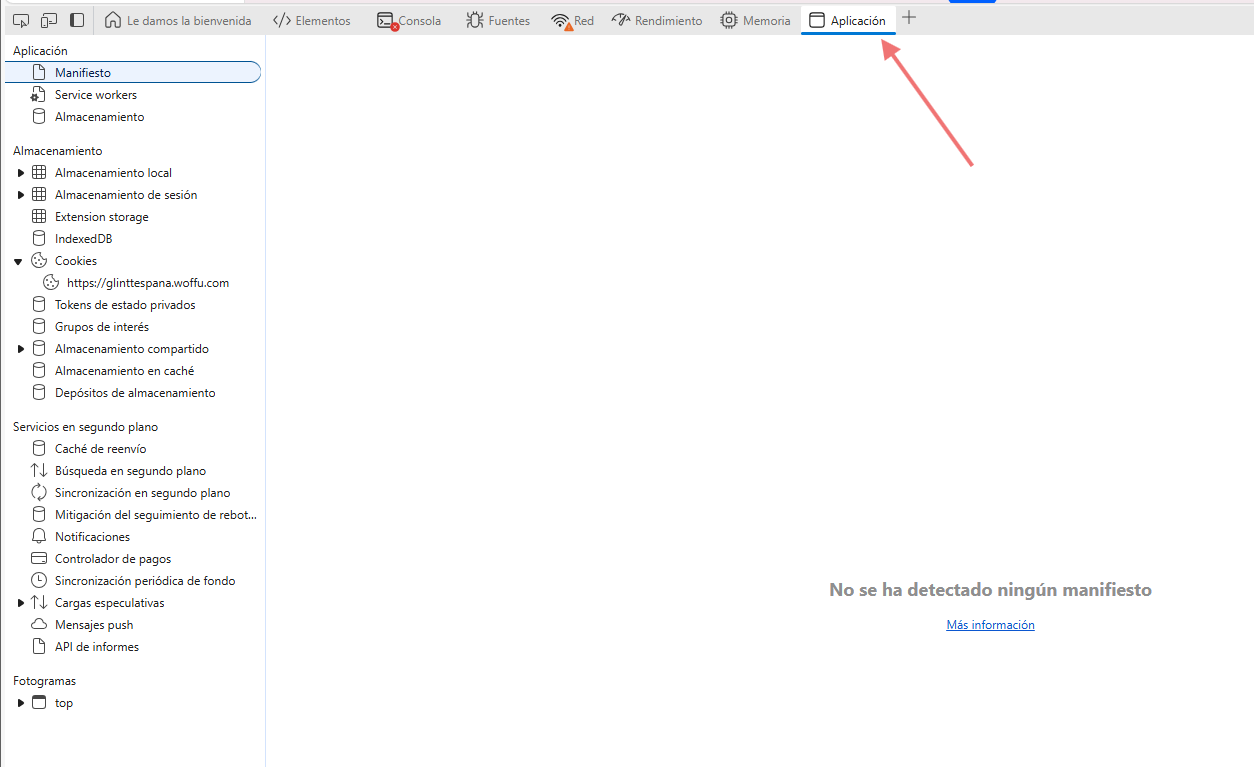 Le damos la bienvenida Elementos Consola Fuentes Red Rendimiento Memoria Aplicación
Aplicación
Manifiesto
Service workers
Almacenamiento
Almacenamiento
Almacenamiento local
Almacenamiento de sesión
Extension storage
IndexedDB
Cookies
https://glinttespana.woffu.com
Tokens de estado privados
Grupos de interés
Almacenamiento compartido
Almacenamiento en caché
Depósitos de almacenamiento
Servicios en segundo plano
Caché de reenvío
Búsqueda en segundo plano
Sincronización en segundo plano
Mitigación del seguimiento de rebot...
Notificaciones
Controlador de pagos
Sincronización periódica de fondo
Cargas especulativas
Mensajes push
API de informes
Fotogramas
top
No se ha detectado ningún manifiesto
Más información